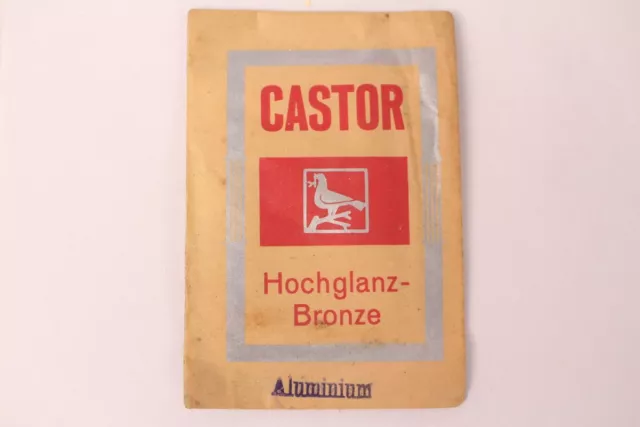 CASTOR
Hochglanz-
Bronze
Aluminium